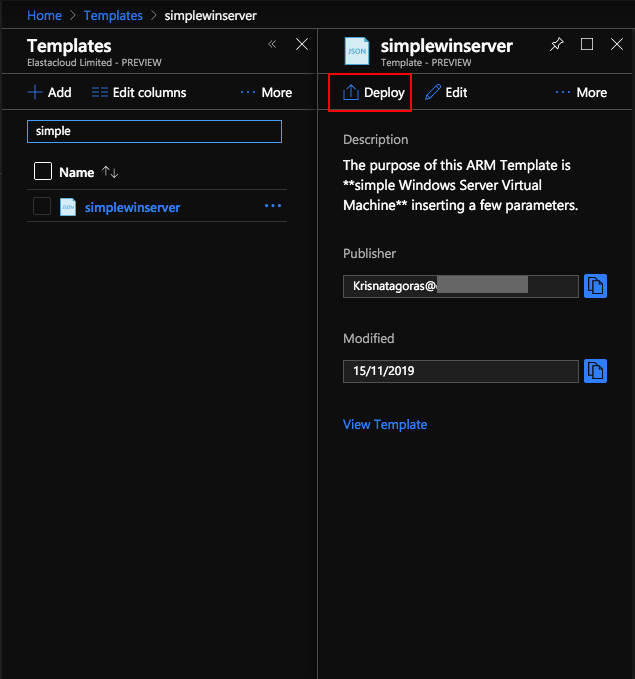 Home > Templates > simplewinserver
Templates
Elastacloud Limited - PREVIEW
Add Edit columns ··· More
simple
Name ↑↓
JSON simplewinserver ···
JSON simplewinserver
Template - PREVIEW
Deploy Edit ··· More
Description
The purpose of this ARM Template is
**simple Windows Server Virtual
Machine** inserting a few parameters.
Publisher
Krisnatagoras@
Modified
15/11/2019
View Template